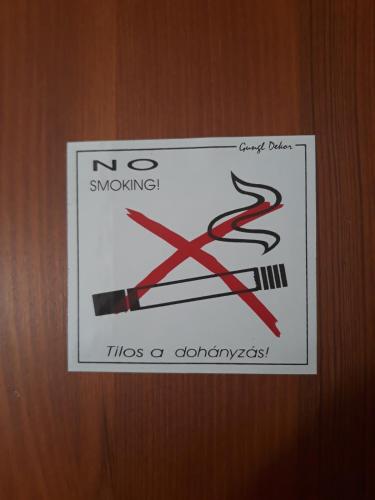 Gungl Dekor
NO
SMOKING!
Tilos a dohányzás!